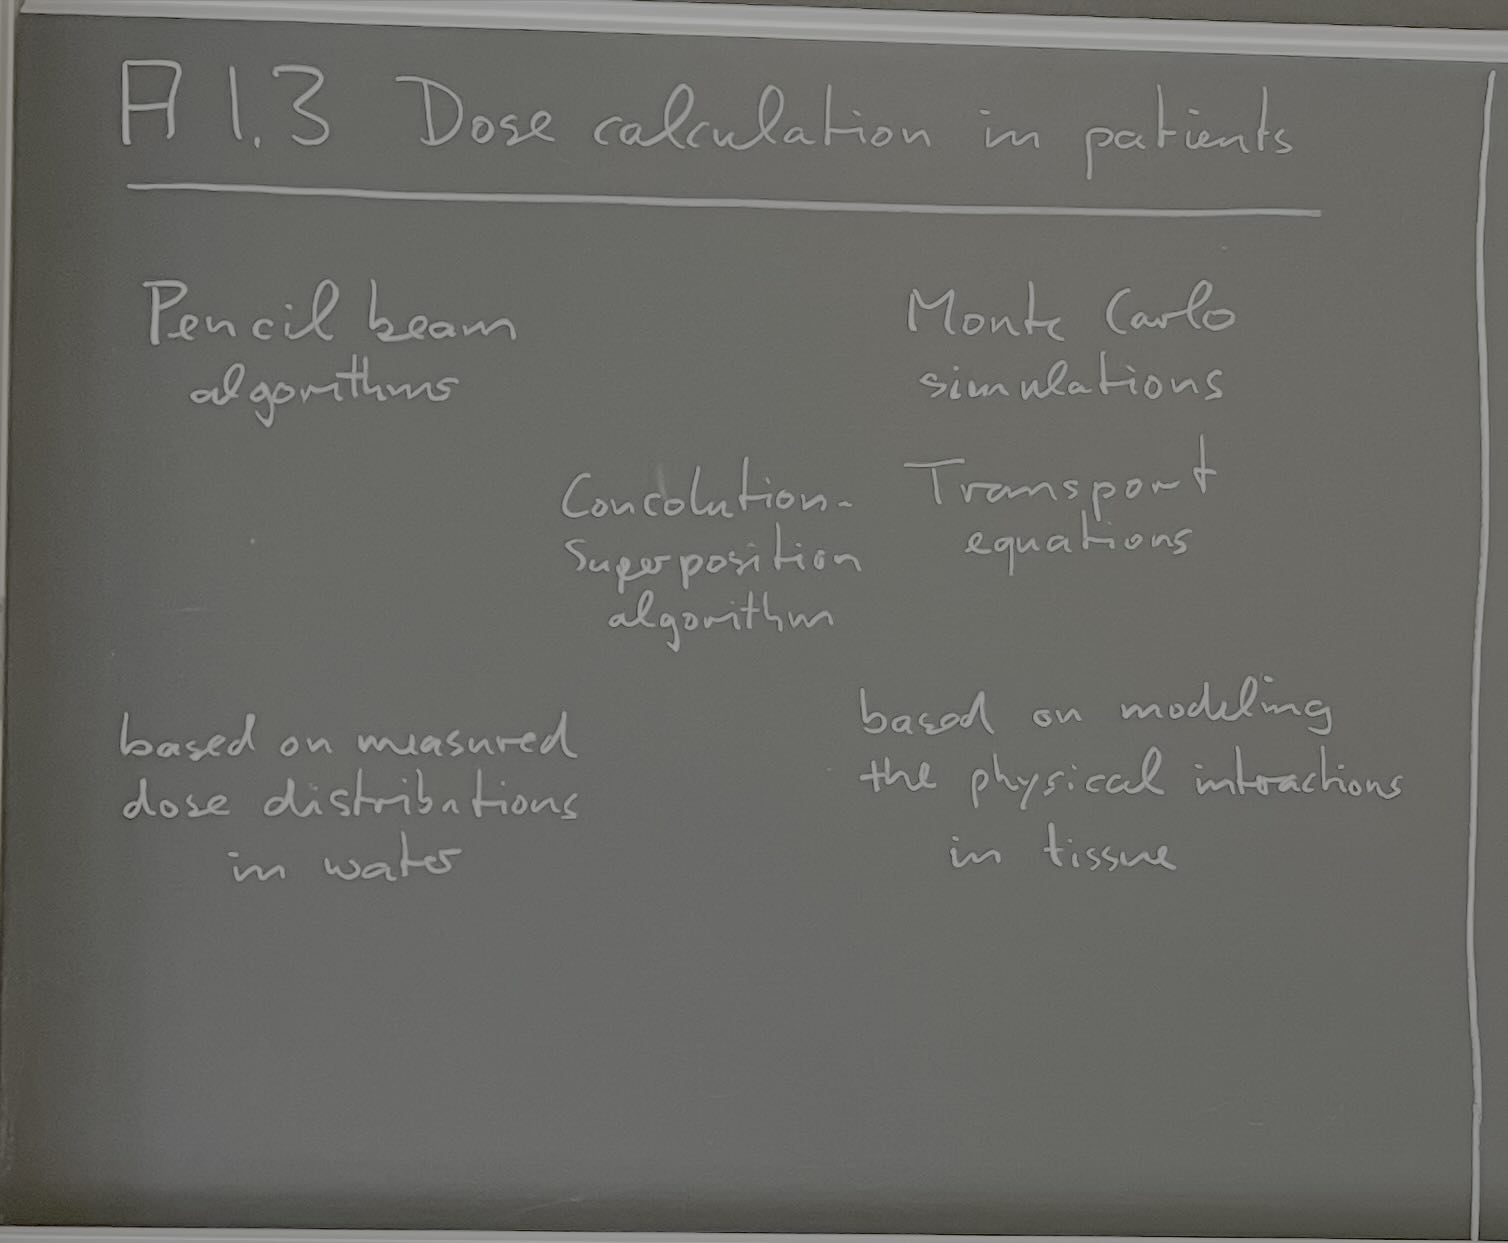 A 1.3 Dose calculation in patients
Pencil beam
algorithms
Monte Carlo
simulations
Convolution-
Superposition
algorithm
Transport
equations
based on measured
dose distributions
in water
based on modeling
the physical interactions
in tissue